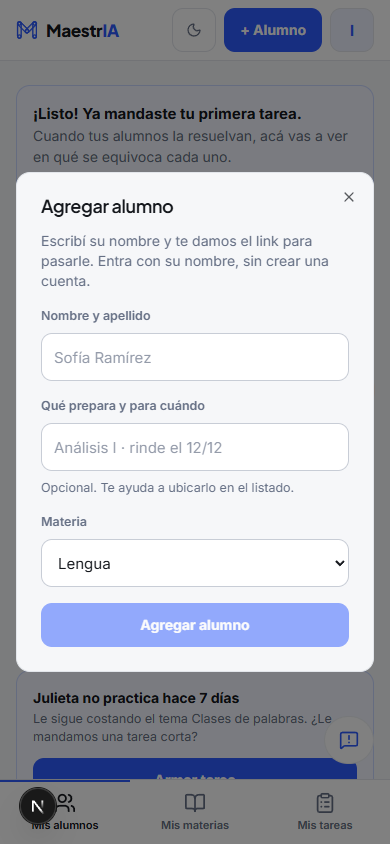 MaestrIA
+ Alumno
I
¡Listo! Ya mandaste tu primera tarea.
Cuando tus alumnos la resuelvan, acá vas a ver
en qué se equivoca cada uno.
Agregar alumno
Escribí su nombre y te damos el link para
pasarle. Entra con su nombre, sin crear una
cuenta.
Nombre y apellido
Sofía Ramírez
Qué prepara y para cuándo
Análisis I · rinde el 12/12
Opcional. Te ayuda a ubicarlo en el listado.
Materia
Lengua
Agregar alumno
Julieta no practica hace 7 días
Le sigue costando el tema Clases de palabras. ¿Le
mandamos una tarea corta?
Armar tarea
N
Mis alumnos
Mis materias
Mis tareas